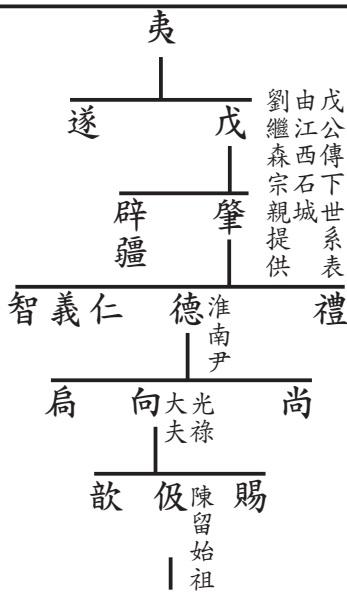 夷
戊公傳下世系表
由江西石城
劉繼森宗親提供
戊
遂
肇
辟疆
禮
德
淮南尹
仁
義
智
尚
向
光祿
大夫
扄
賜
伋
陳留始祖
歆